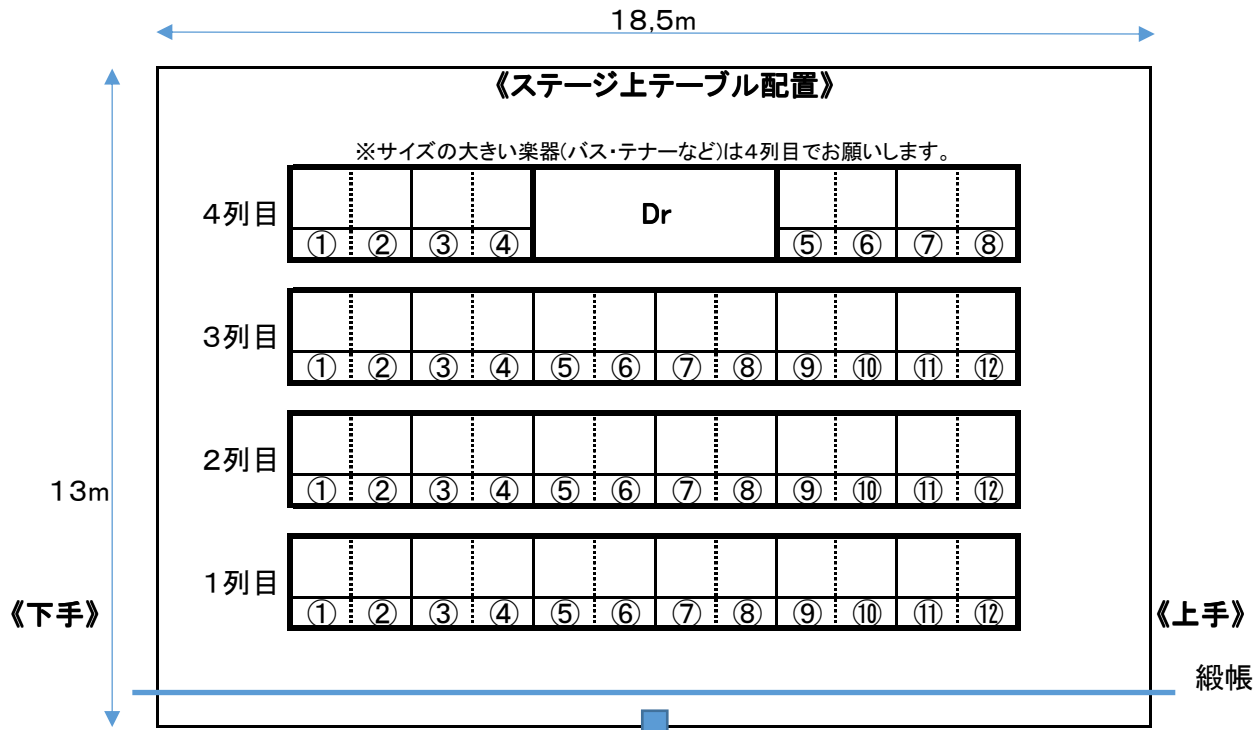 18,5m
《ステージ上テーブル配置》
※サイズの大きい楽器(バス・テナーなど)は4列目でお願いします。
4列目
Dr
① ② ③ ④ ⑤ ⑥ ⑦ ⑧
3列目
① ② ③ ④ ⑤ ⑥ ⑦ ⑧ ⑨ ⑩ ⑪ ⑫
2列目
① ② ③ ④ ⑤ ⑥ ⑦ ⑧ ⑨ ⑩ ⑪ ⑫
13m
1列目
① ② ③ ④ ⑤ ⑥ ⑦ ⑧ ⑨ ⑩ ⑪ ⑫
《下手》
《上手》
緞帳